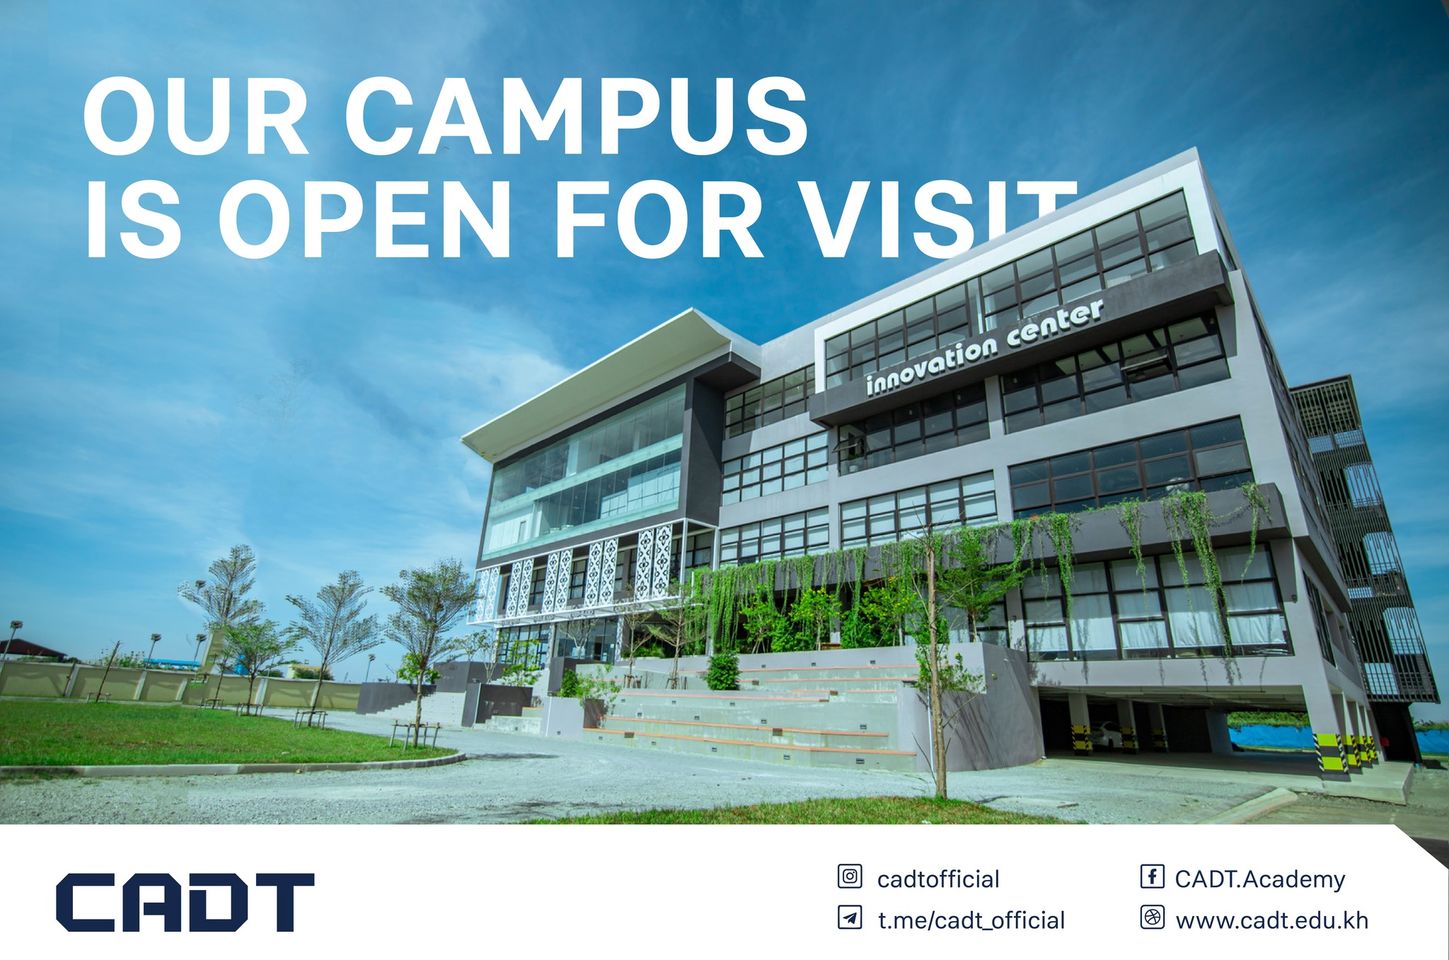 OUR CAMPUS
IS OPEN FOR VISIT
innovation center
CADT
cadtofficial
t.me/cadt_official
CADT.Academy
www.cadt.edu.kh